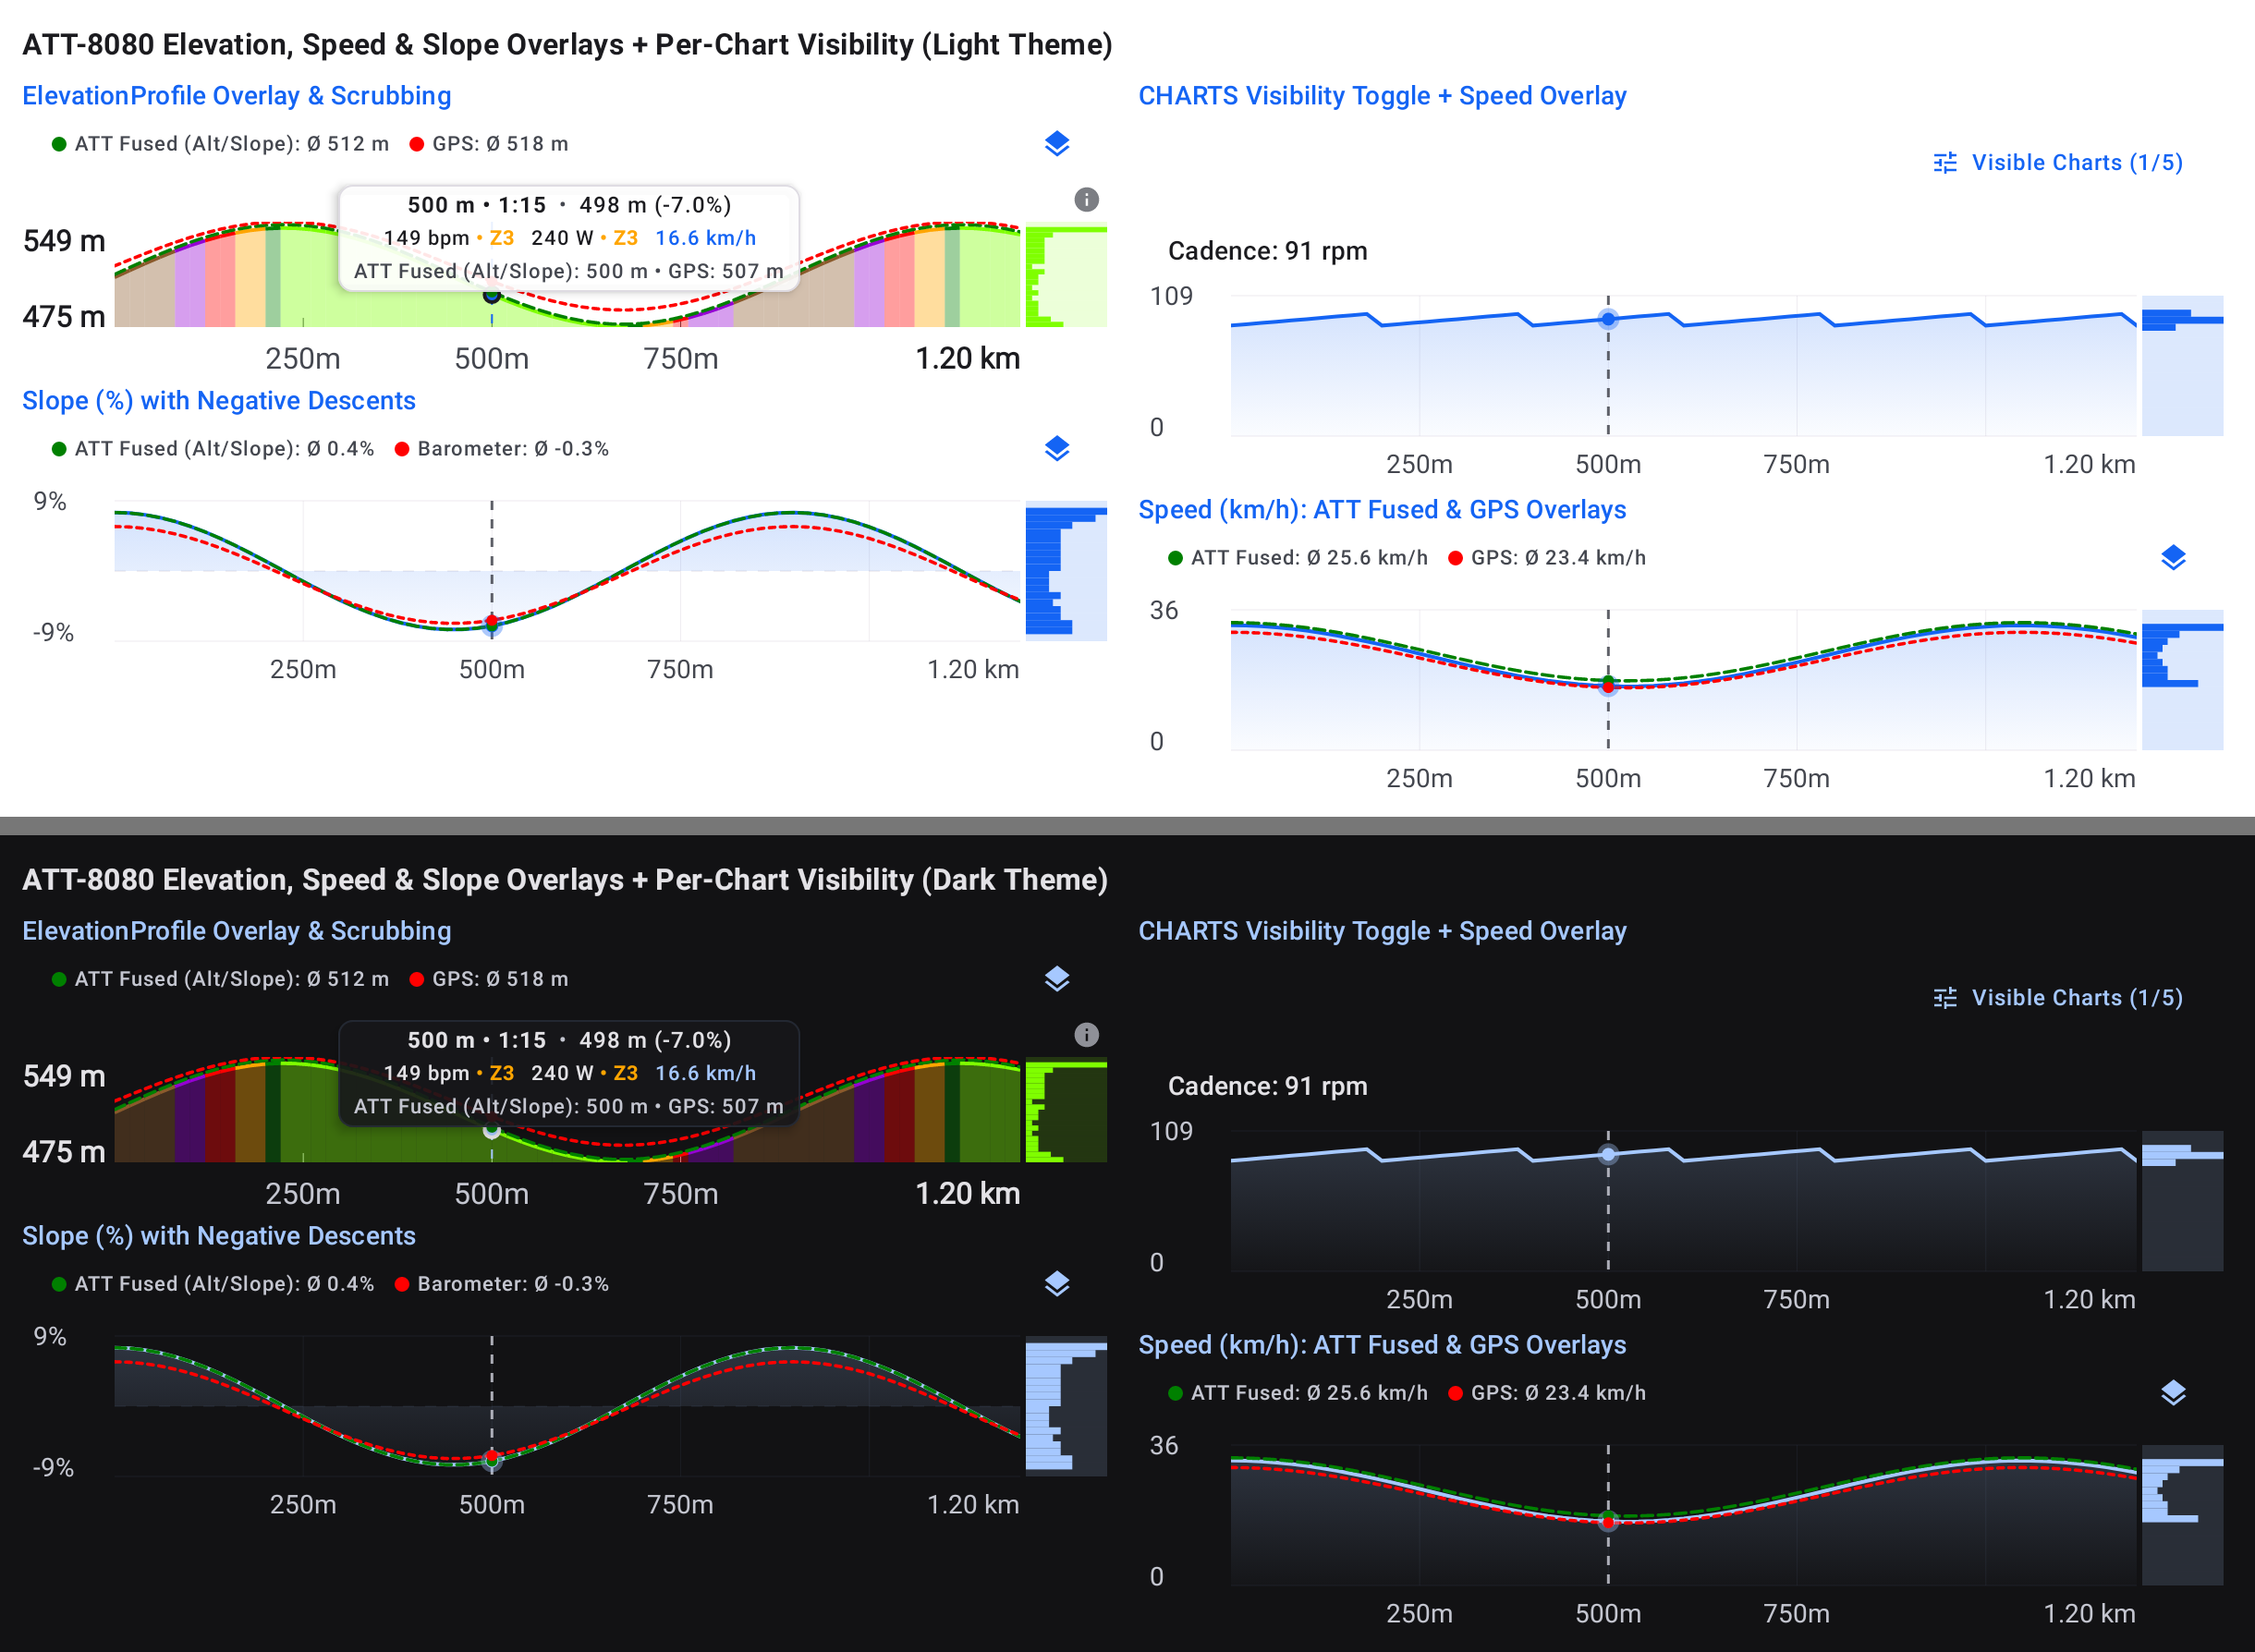 ATT-8080 Elevation, Speed & Slope Overlays + Per-Chart Visibility (Light Theme)
ElevationProfile Overlay & Scrubbing
ATT Fused (Alt/Slope): Ø 512 m GPS: Ø 518 m
500 m • 1:15 • 498 m (-7.0%)
149 bpm • Z3 240 W • Z3 16.6 km/h
ATT Fused (Alt/Slope): 500 m • GPS: 507 m
549 m
475 m
250m 500m 750m 1.20 km
Slope (%) with Negative Descents
ATT Fused (Alt/Slope): Ø 0.4% Barometer: Ø -0.3%
9%
-9%
250m 500m 750m 1.20 km
CHARTS Visibility Toggle + Speed Overlay
Visible Charts (1/5)
Cadence: 91 rpm
109
0
250m 500m 750m 1.20 km
Speed (km/h): ATT Fused & GPS Overlays
ATT Fused: Ø 25.6 km/h GPS: Ø 23.4 km/h
36
0
250m 500m 750m 1.20 km
ATT-8080 Elevation, Speed & Slope Overlays + Per-Chart Visibility (Dark Theme)
ElevationProfile Overlay & Scrubbing
ATT Fused (Alt/Slope): Ø 512 m GPS: Ø 518 m
500 m • 1:15 • 498 m (-7.0%)
149 bpm • Z3 240 W • Z3 16.6 km/h
ATT Fused (Alt/Slope): 500 m • GPS: 507 m
549 m
475 m
250m 500m 750m 1.20 km
Slope (%) with Negative Descents
ATT Fused (Alt/Slope): Ø 0.4% Barometer: Ø -0.3%
9%
-9%
250m 500m 750m 1.20 km
CHARTS Visibility Toggle + Speed Overlay
Visible Charts (1/5)
Cadence: 91 rpm
109
0
250m 500m 750m 1.20 km
Speed (km/h): ATT Fused & GPS Overlays
ATT Fused: Ø 25.6 km/h GPS: Ø 23.4 km/h
36
0
250m 500m 750m 1.20 km